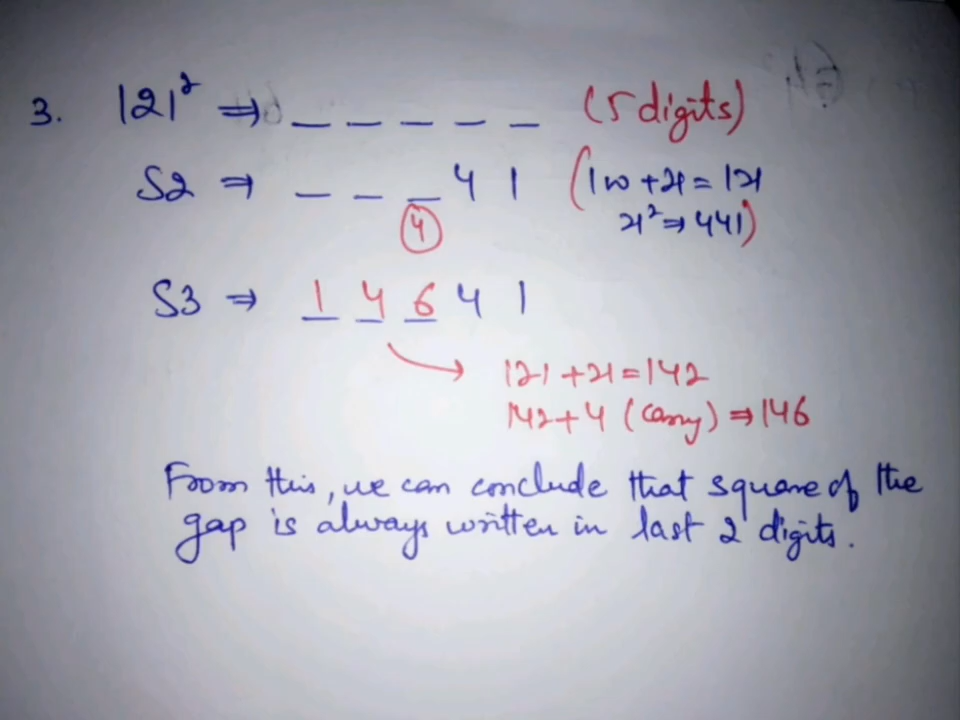 3. 121² ⇒ _ _ _ _ _ (5 digits)
S2 ⇒ _ _ _ 4 1 (100 + 21 = 121
4 21² ⇒ 441)
S3 ⇒ 1 4 6 4 1
121 + 21 = 142
142 + 4 (carry) ⇒ 146
From this, we can conclude that square of the
gap is always written in last 2 digits.